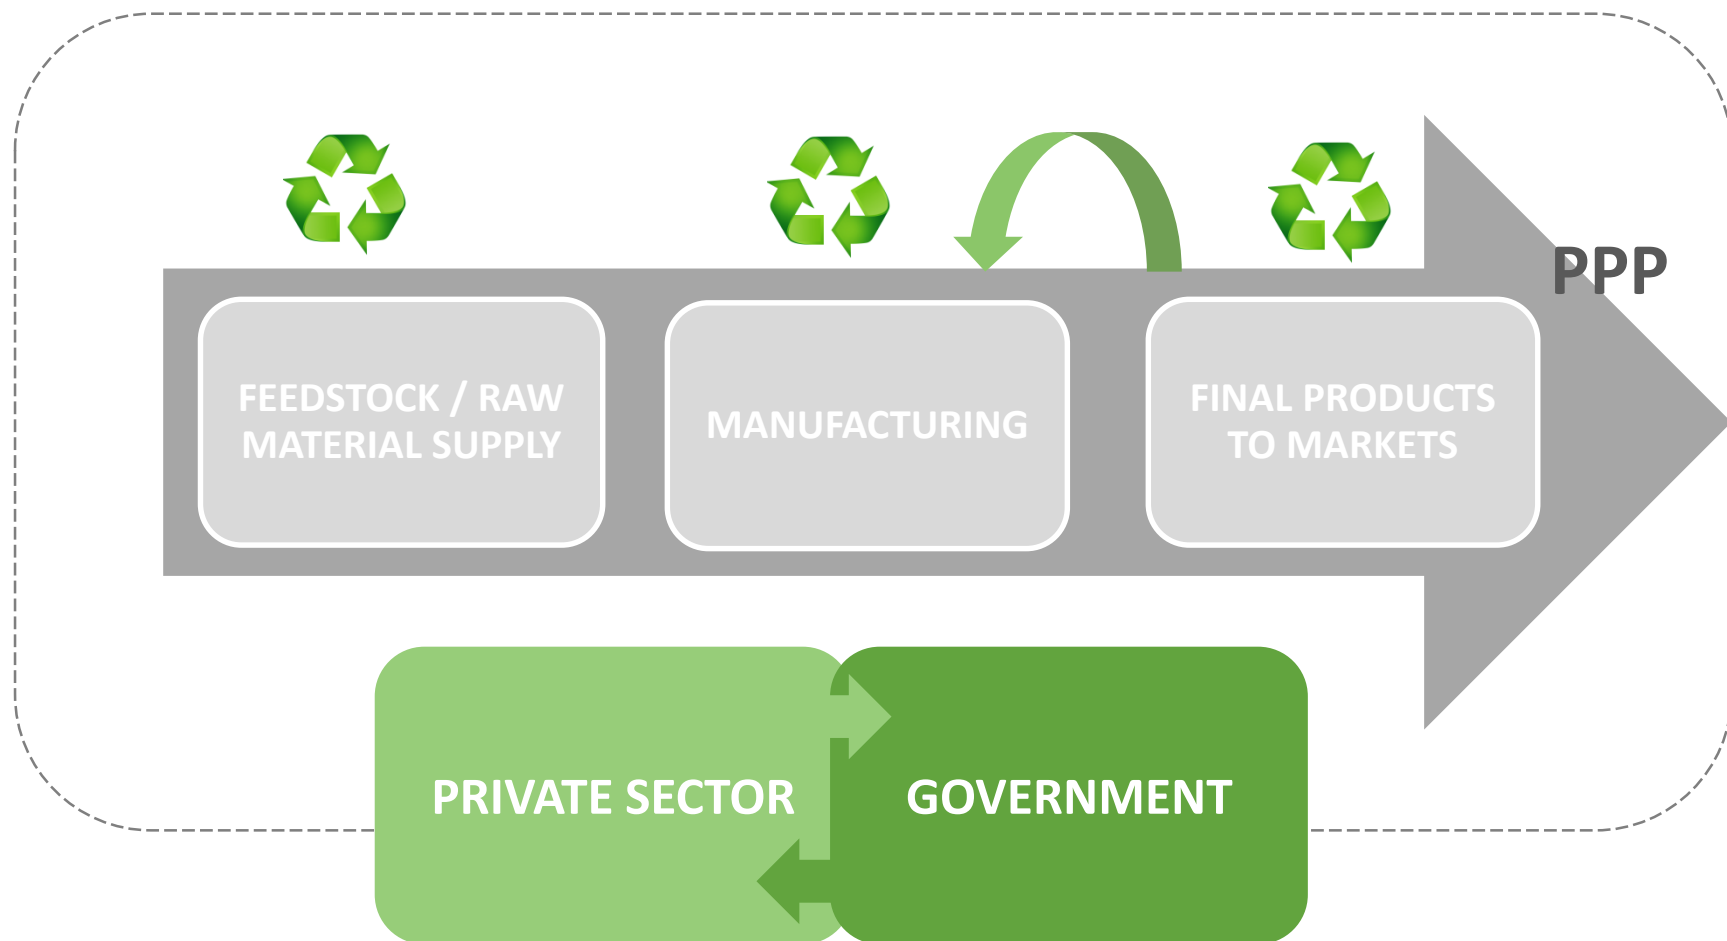 PPP
FEEDSTOCK / RAW
MATERIAL SUPPLY
MANUFACTURING
FINAL PRODUCTS
TO MARKETS
PRIVATE SECTOR
GOVERNMENT